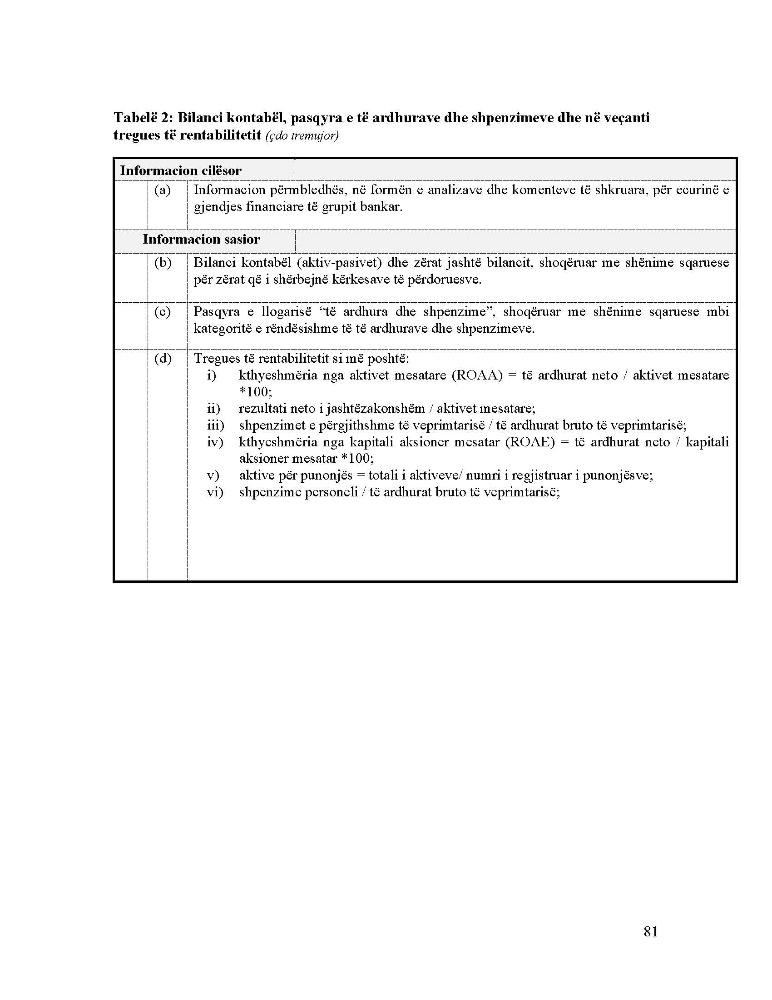 Tabelë 2: Bilanci kontabël, pasqyra e të ardhurave dhe shpenzimeve dhe në veçanti
tregues të rentabilitetit (çdo tremujor)
Informacion cilësor
(a) Informacion përmbledhës, në formën e analizave dhe komenteve të shkruara, për ecurinë e
gjendjes financiare të grupit bankar.
Informacion sasior
(b) Bilanci kontabël (aktiv-pasivet) dhe zërat jashtë bilancit, shoqëruar me shënime sqaruese
për zërat që i shërbejnë kërkesave të përdoruesve.
(c) Pasqyra e llogarisë “të ardhura dhe shpenzime”, shoqëruar me shënime sqaruese mbi
kategoritë e rëndësishme të të ardhurave dhe shpenzimeve.
(d) Tregues të rentabilitetit si më poshtë:
i) kthyeshmëria nga aktivet mesatare (ROAA) = të ardhurat neto / aktivet mesatare
*100;
ii) rezultati neto i jashtëzakonshëm / aktivet mesatare;
iii) shpenzimet e përgjithshme të veprimtarisë / të ardhurat bruto të veprimtarisë;
iv) kthyeshmëria nga kapitali aksioner mesatar (ROAE) = të ardhurat neto / kapitali
aksioner mesatar *100;
v) aktive për punonjës = totali i aktiveve/ numri i regjistruar i punonjësve;
vi) shpenzime personeli / të ardhurat bruto të veprimtarisë;
81